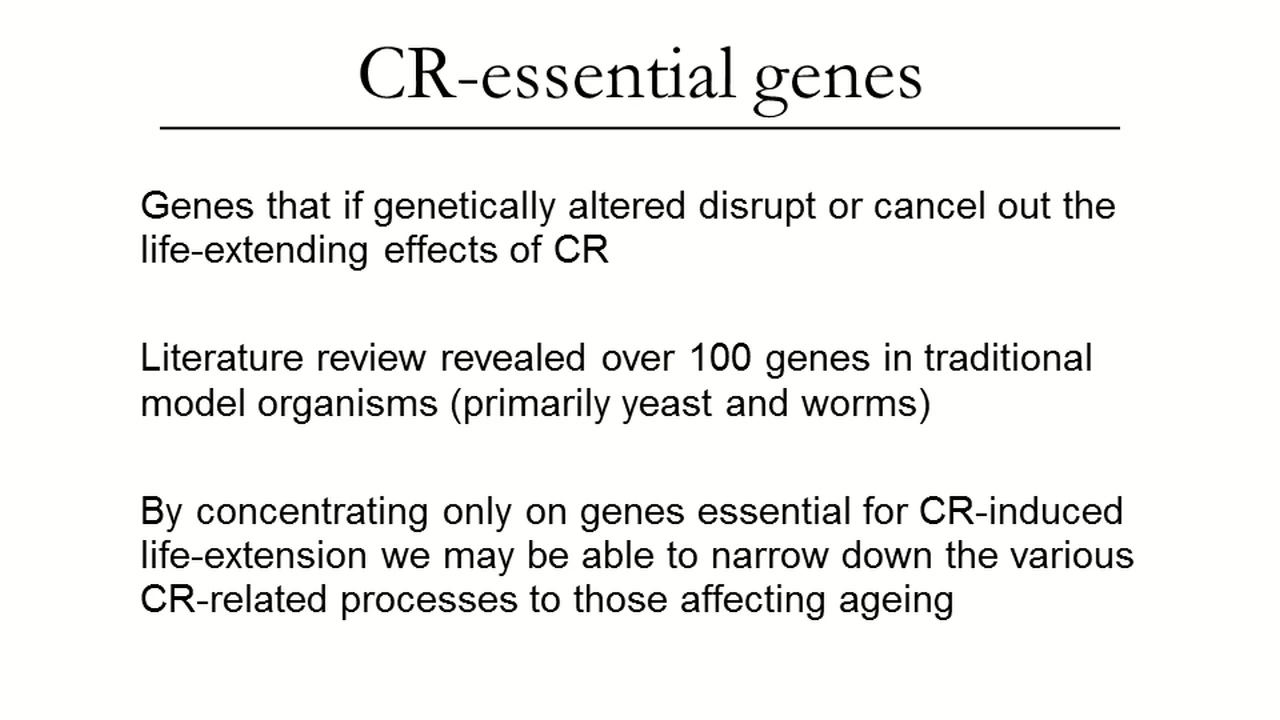 CR-essential genes
Genes that if genetically altered disrupt or cancel out the
life-extending effects of CR
Literature review revealed over 100 genes in traditional
model organisms (primarily yeast and worms)
By concentrating only on genes essential for CR-induced
life-extension we may be able to narrow down the various
CR-related processes to those affecting ageing